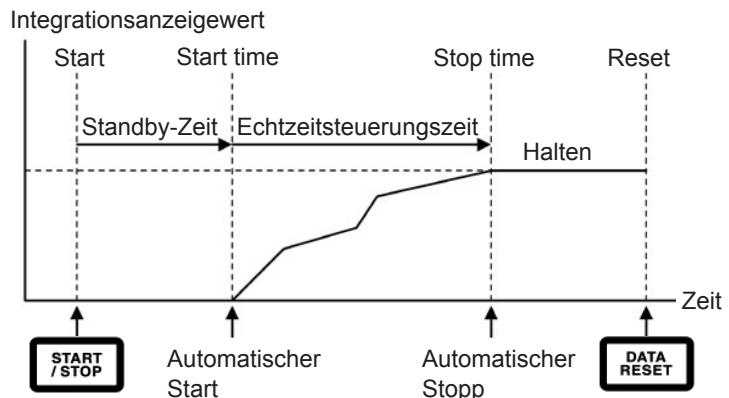 Integrationsanzeigewert
Start
Start time
Stop time
Reset
Standby-Zeit
Echtzeitsteuerungszeit
Halten
Zeit
START
/ STOP
Automatischer
Start
Automatischer
Stopp
DATA
RESET